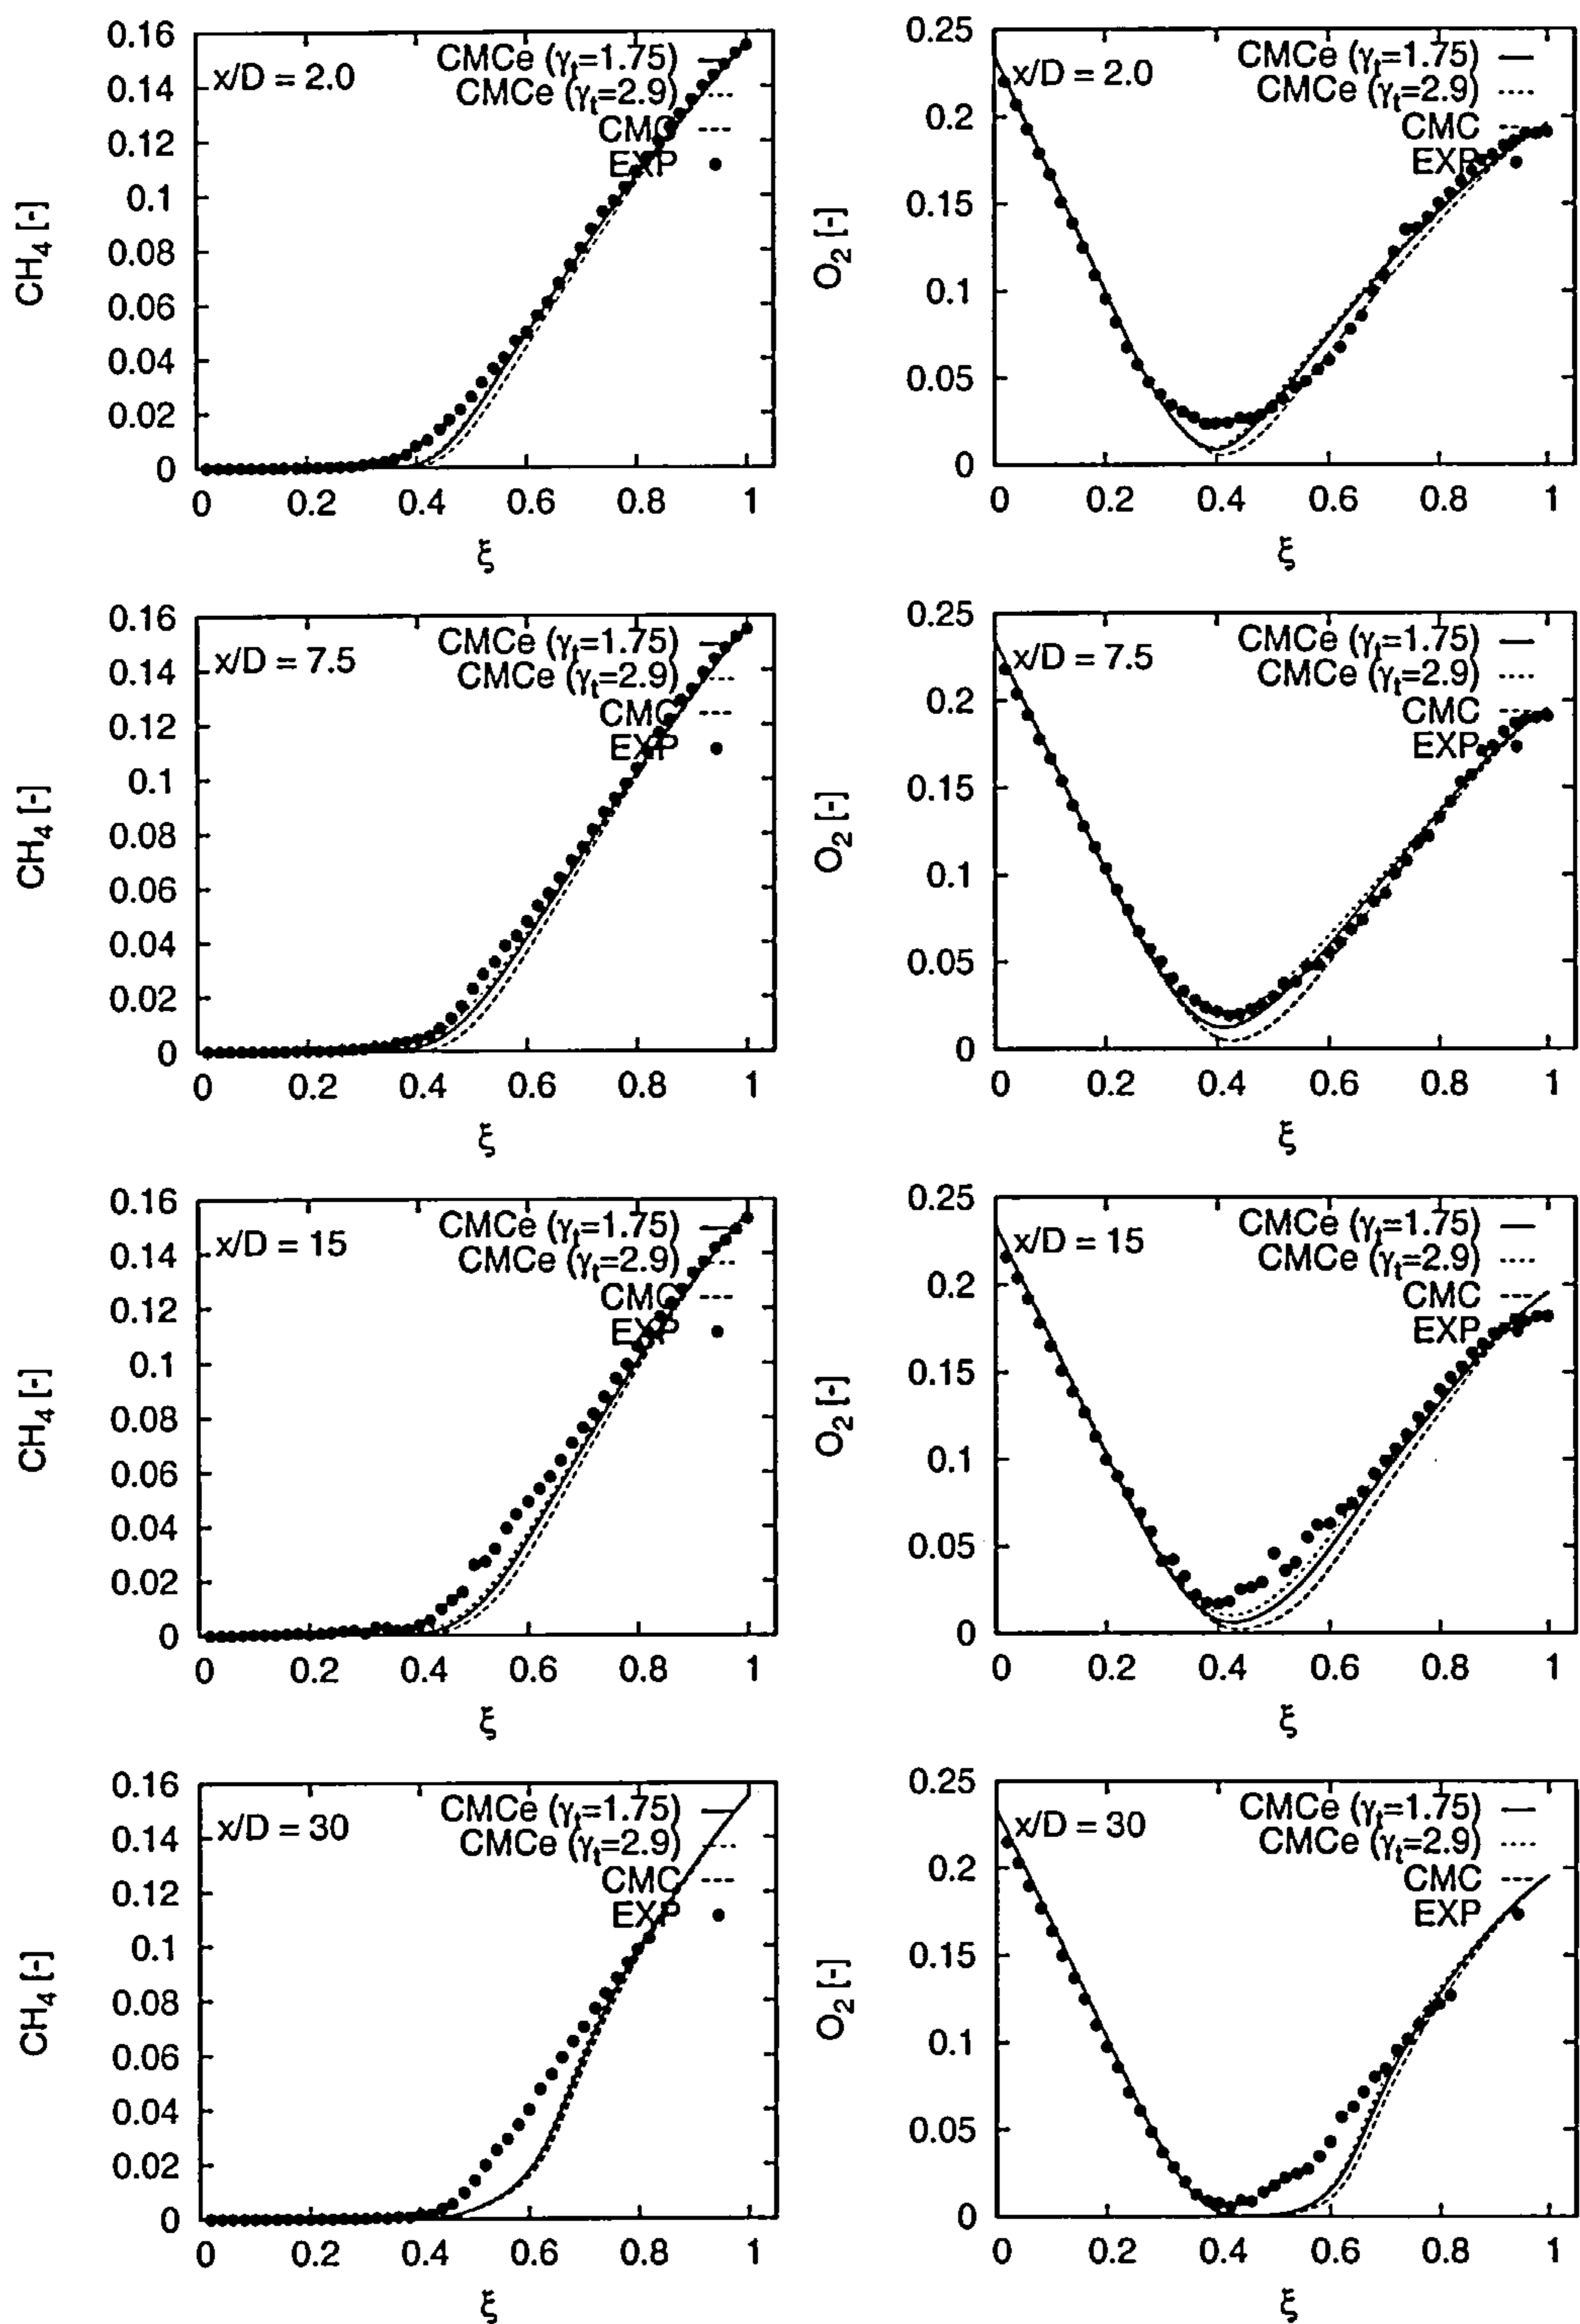 0.16
0.14
0.12
0.1
0.08
0.06
0.04
0.02
0
CH4 [-]
x/D = 2.0
CMCe (γt=1.75)
CMCe (γt=2.9)
CMC
EXP
0 0.2 0.4 0.6 0.8 1
ξ
0.25
0.2
0.15
0.1
0.05
0
O2 [-]
x/D = 2.0
CMCe (γt=1.75)
CMCe (γt=2.9)
CMC
EXP
0 0.2 0.4 0.6 0.8 1
ξ
0.16
0.14
0.12
0.1
0.08
0.06
0.04
0.02
0
CH4 [-]
x/D = 7.5
CMCe (γt=1.75)
CMCe (γt=2.9)
CMC
EXP
0 0.2 0.4 0.6 0.8 1
ξ
0.25
0.2
0.15
0.1
0.05
0
O2 [-]
x/D = 7.5
CMCe (γt=1.75)
CMCe (γt=2.9)
CMC
EXP
0 0.2 0.4 0.6 0.8 1
ξ
0.16
0.14
0.12
0.1
0.08
0.06
0.04
0.02
0
CH4 [-]
x/D = 15
CMCe (γt=1.75)
CMCe (γt=2.9)
CMC
EXP
0 0.2 0.4 0.6 0.8 1
ξ
0.25
0.2
0.15
0.1
0.05
0
O2 [-]
x/D = 15
CMCe (γt=1.75)
CMCe (γt=2.9)
CMC
EXP
0 0.2 0.4 0.6 0.8 1
ξ
0.16
0.14
0.12
0.1
0.08
0.06
0.04
0.02
0
CH4 [-]
x/D = 30
CMCe (γt=1.75)
CMCe (γt=2.9)
CMC
EXP
0 0.2 0.4 0.6 0.8 1
ξ
0.25
0.2
0.15
0.1
0.05
0
O2 [-]
x/D = 30
CMCe (γt=1.75)
CMCe (γt=2.9)
CMC
EXP
0 0.2 0.4 0.6 0.8 1
ξ